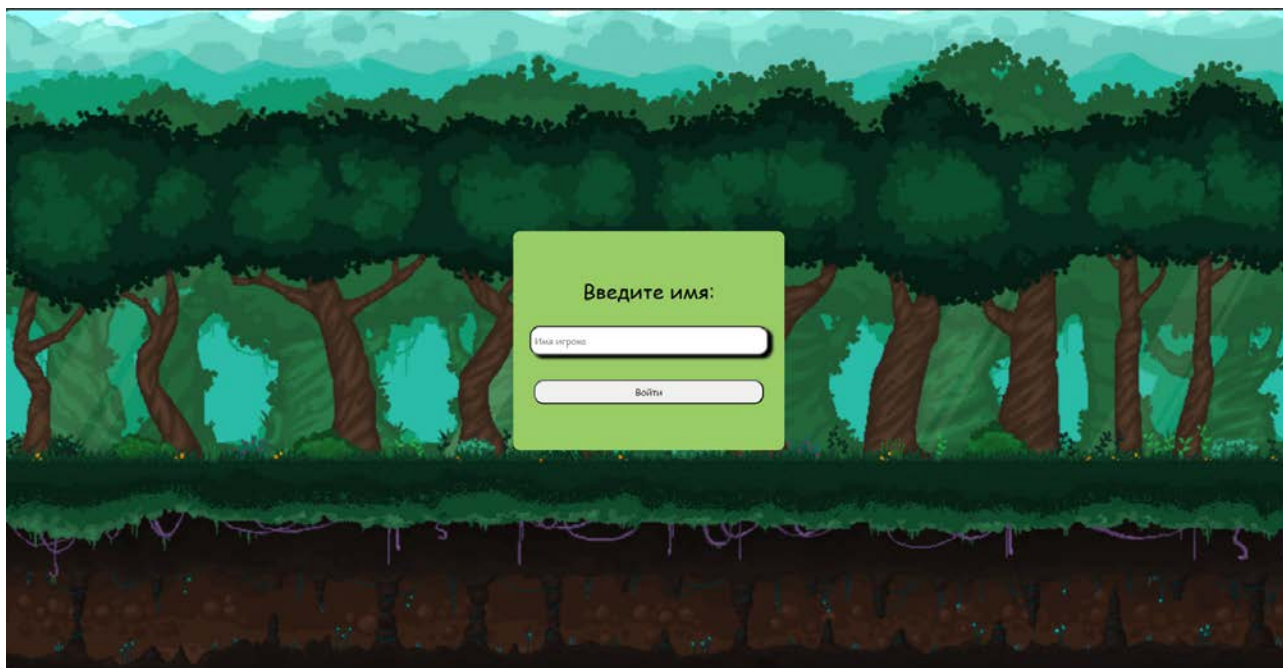 Введите имя:
Имя игрока
Войти